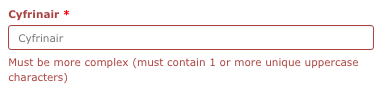 Cyfrinair *
Cyfrinair
Must be more complex (must contain 1 or more unique uppercase
characters)